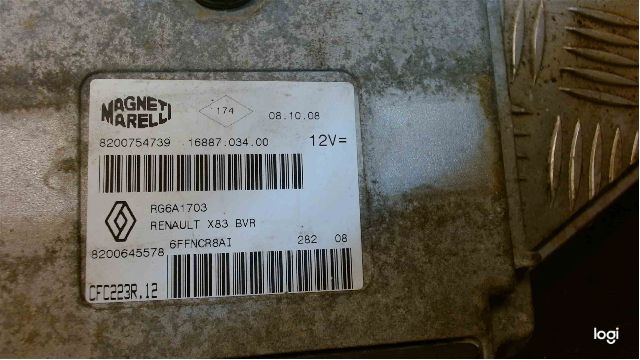 MAGNETI
MARELLI
174
08.10.08
8200754739 16887.034.00 12V=
RG6A1703
RENAULT X83 BVR
8200645578 6FFNCR8AI 282 08
CFC223R.12
logi